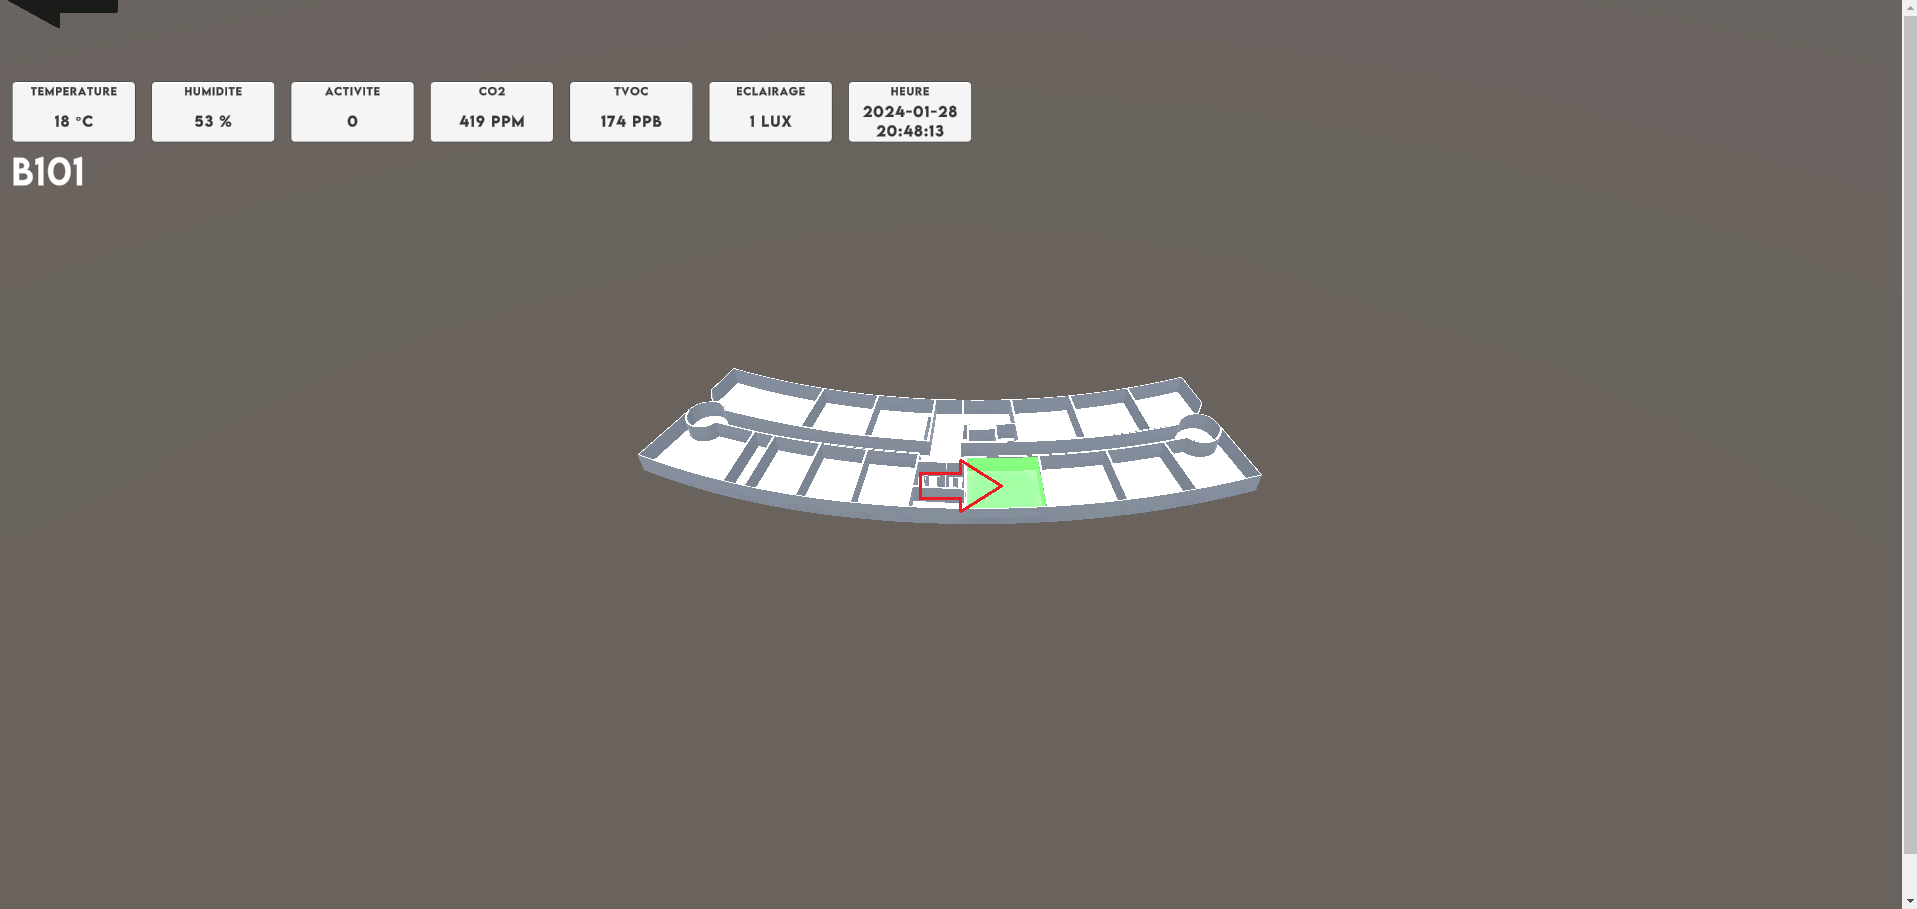 TEMPERATURE
18 °C
HUMIDITE
53 %
ACTIVITE
0
CO2
419 PPM
TVOC
174 PPB
ECLAIRAGE
1 LUX
HEURE
2024-01-28
20:48:13
B101